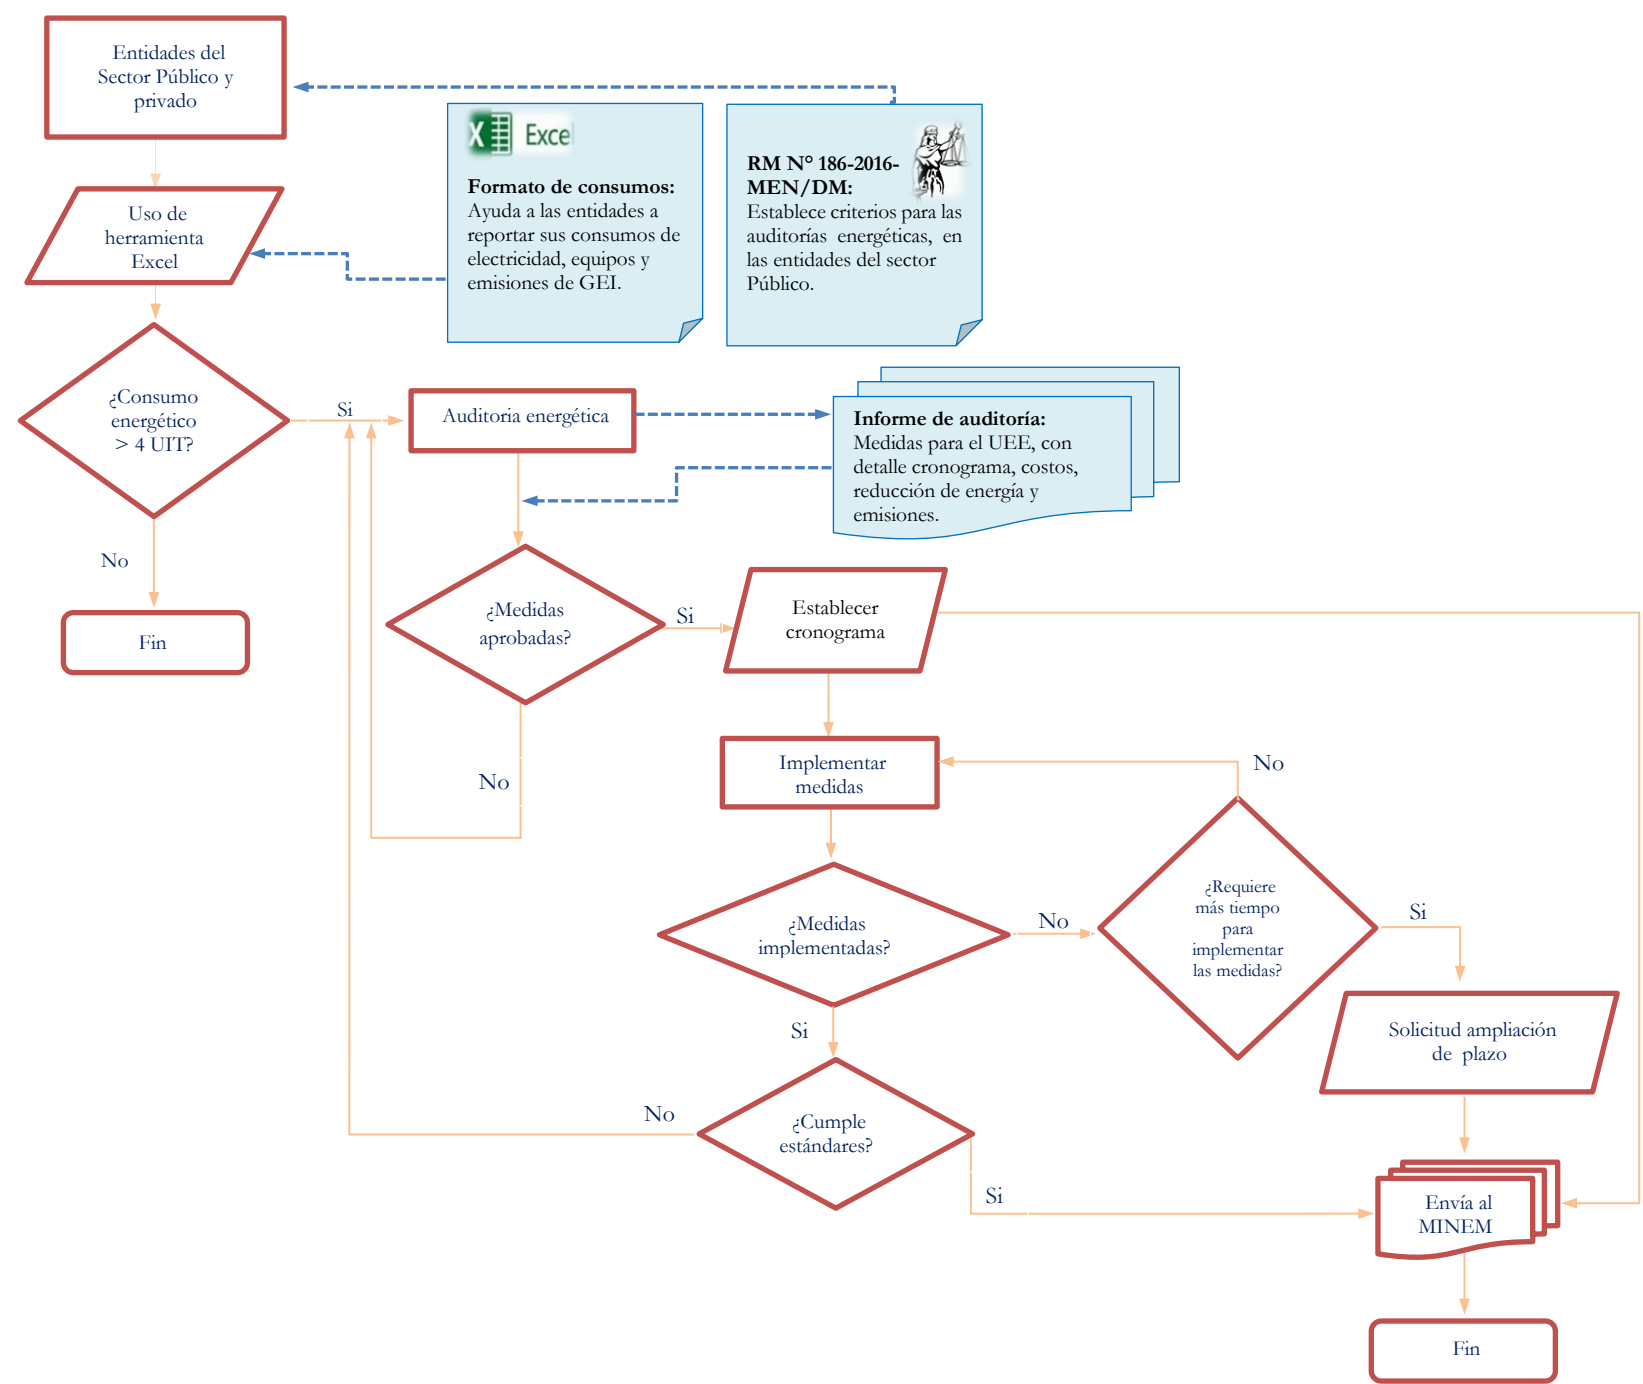 Entidades del
Sector Público y
privado
Uso de
herramienta
Excel
Excel
Formato de consumos:
Ayuda a las entidades a
reportar sus consumos de
electricidad, equipos y
emisiones de GEI.
RM N° 186-2016-
MEN/DM:
Establece criterios para las
auditorías energéticas, en
las entidades del sector
Público.
¿Consumo
energético
> 4 UIT?
Si
No
Fin
Auditoria energética
Informe de auditoría:
Medidas para el UEE, con
detalle cronograma, costos,
reducción de energía y
emisiones.
¿Medidas
aprobadas?
Si
No
Establecer
cronograma
Implementar
medidas
No
¿Medidas
implementadas?
No
¿Requiere
más tiempo
para
implementar
las medidas?
Si
Solicitud ampliación
de plazo
Si
¿Cumple
estándares?
No
Si
Envía al
MINEM
Fin